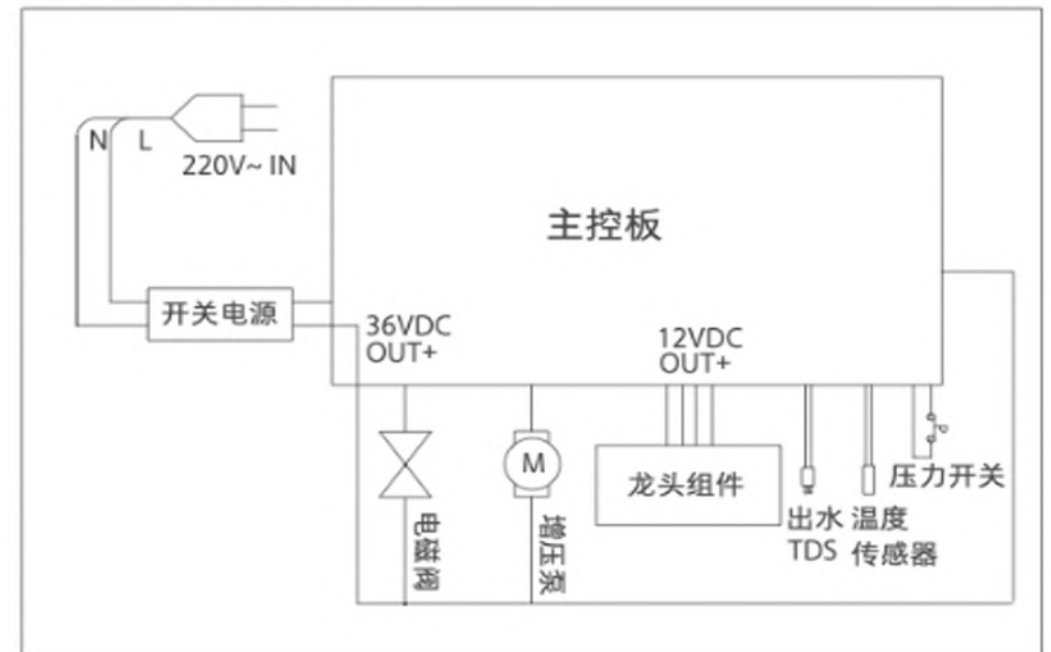 N
L
220V~ IN
主控板
开关电源
36VDC
OUT+
12VDC
OUT+
M
龙头组件
P
压力开关
出水
TDS
温度
传感器
电磁阀
增压泵